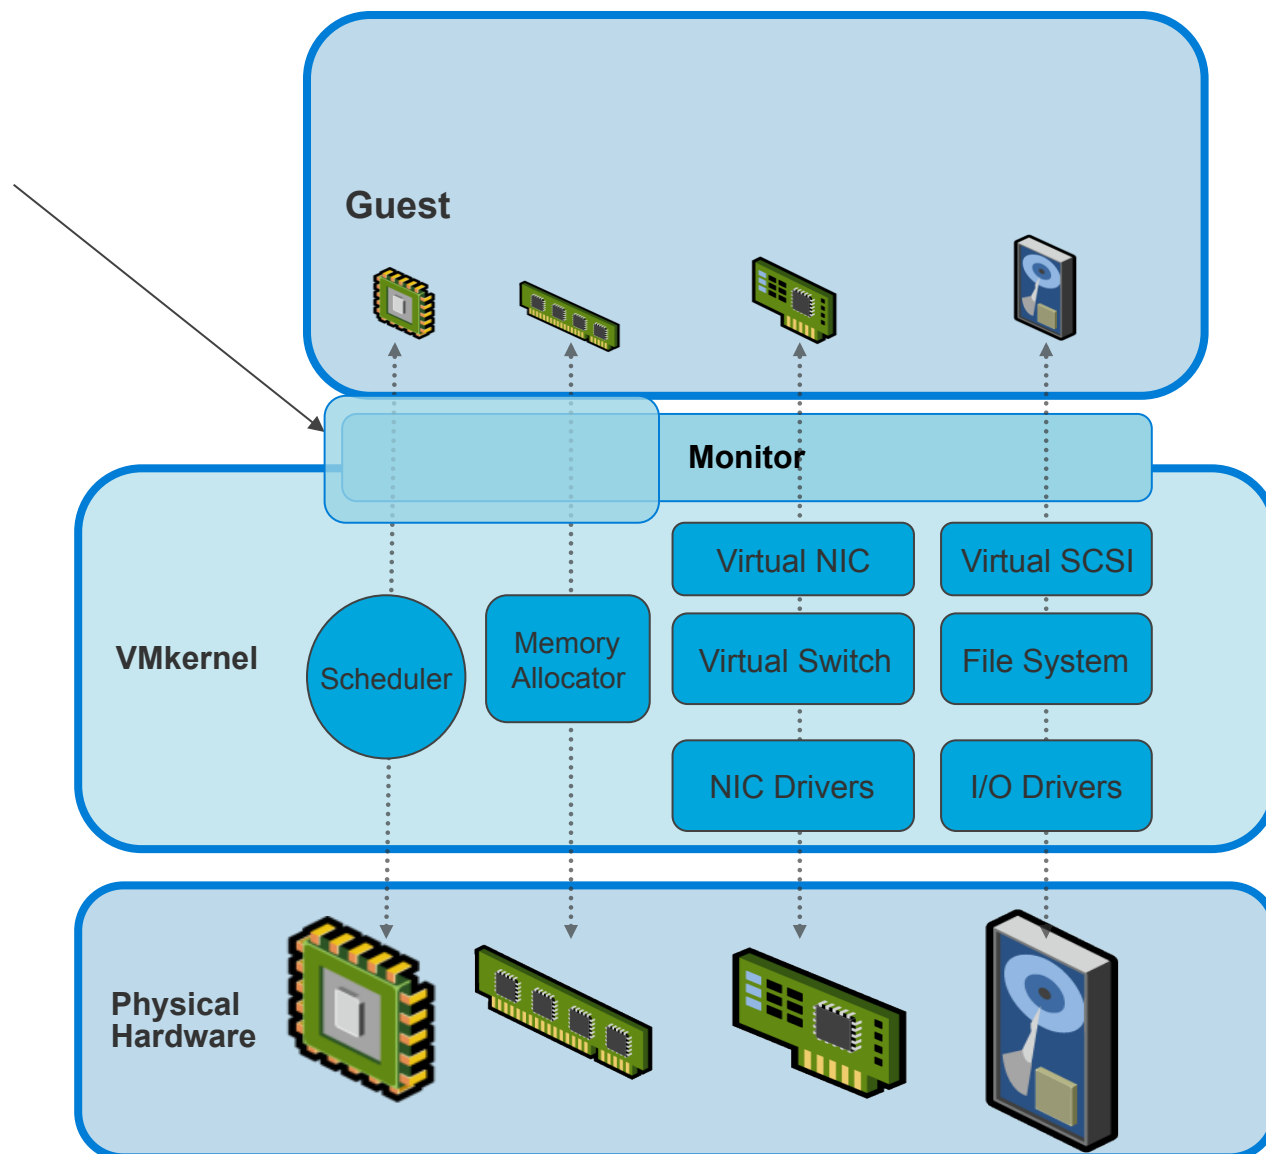 Guest
Monitor
Virtual NIC
Virtual SCSI
VMkernel
Scheduler
Memory
Allocator
Virtual Switch
File System
NIC Drivers
I/O Drivers
Physical
Hardware